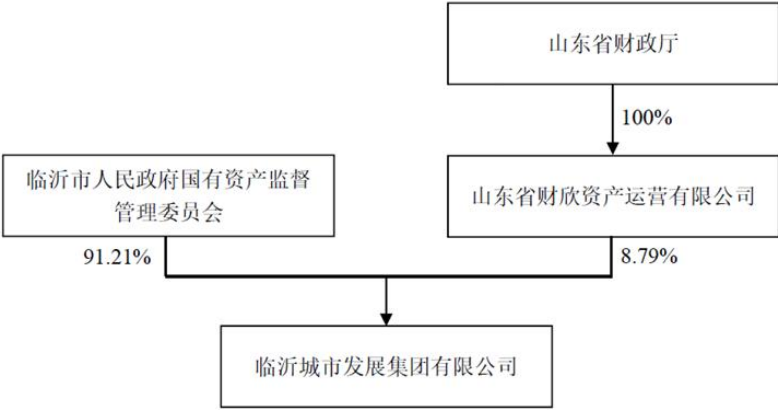 山东省财政厅
100%
临沂市人民政府国有资产监督
管理委员会
山东省财欣资产运营有限公司
91.21%
8.79%
临沂城市发展集团有限公司